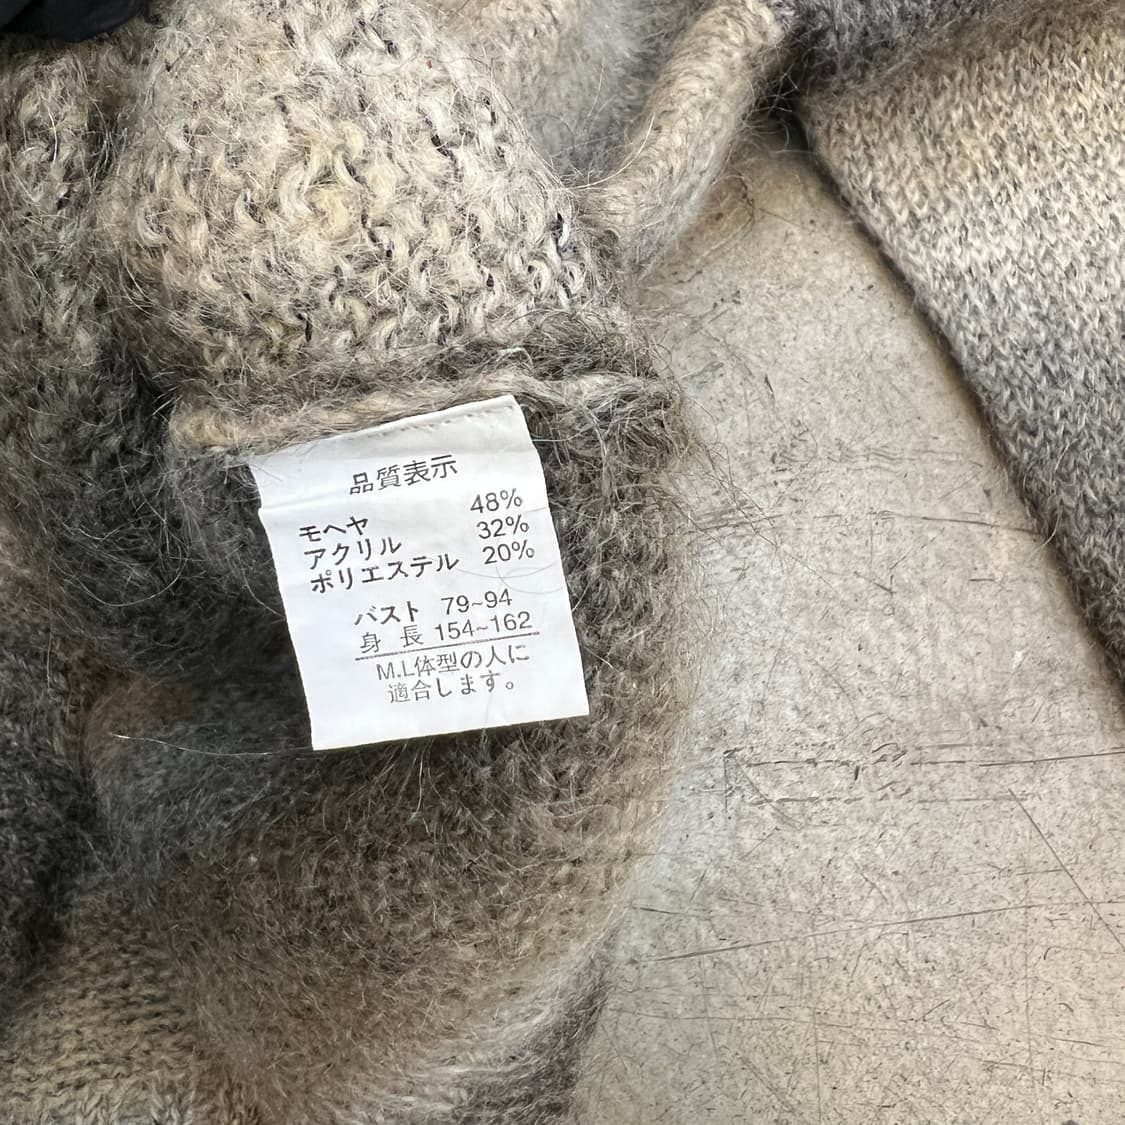 品質表示
モヘヤ 48%
アクリル 32%
ポリエステル 20%
バスト 79~94
身長 154~162
M.L体型の人に
適合します。